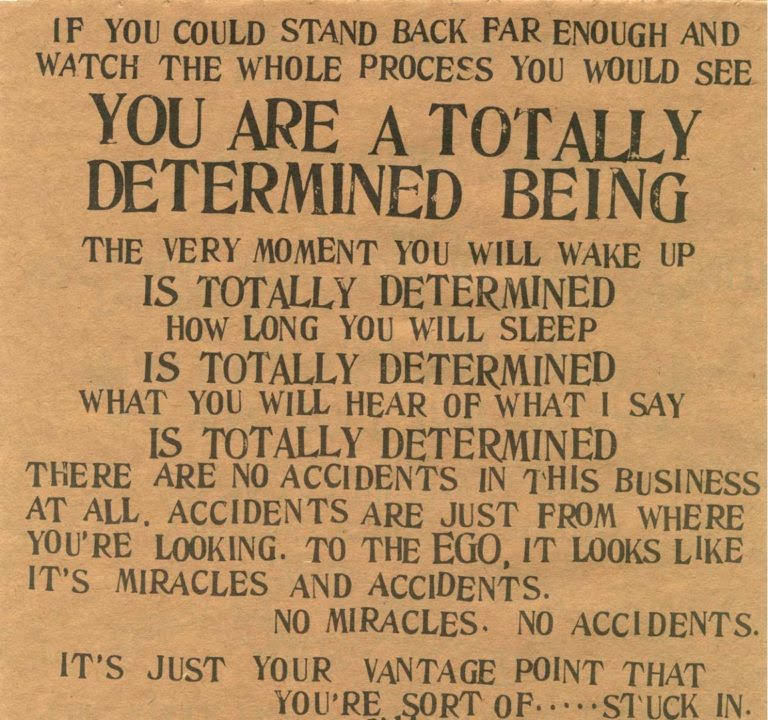 IF YOU COULD STAND BACK FAR ENOUGH AND
WATCH THE WHOLE PROCESS YOU WOULD SEE
YOU ARE A TOTALLY
DETERMINED BEING
THE VERY MOMENT YOU WILL WAKE UP
IS TOTALLY DETERMINED
HOW LONG YOU WILL SLEEP
IS TOTALLY DETERMINED
WHAT YOU WILL HEAR OF WHAT I SAY
IS TOTALLY DETERMINED
THERE ARE NO ACCIDENTS IN THIS BUSINESS
AT ALL. ACCIDENTS ARE JUST FROM WHERE
YOU'RE LOOKING. TO THE EGO, IT LOOKS LIKE
IT'S MIRACLES AND ACCIDENTS.
NO MIRACLES. NO ACCIDENTS.
IT'S JUST YOUR VANTAGE POINT THAT
YOU'RE SORT OF.....STUCK IN.